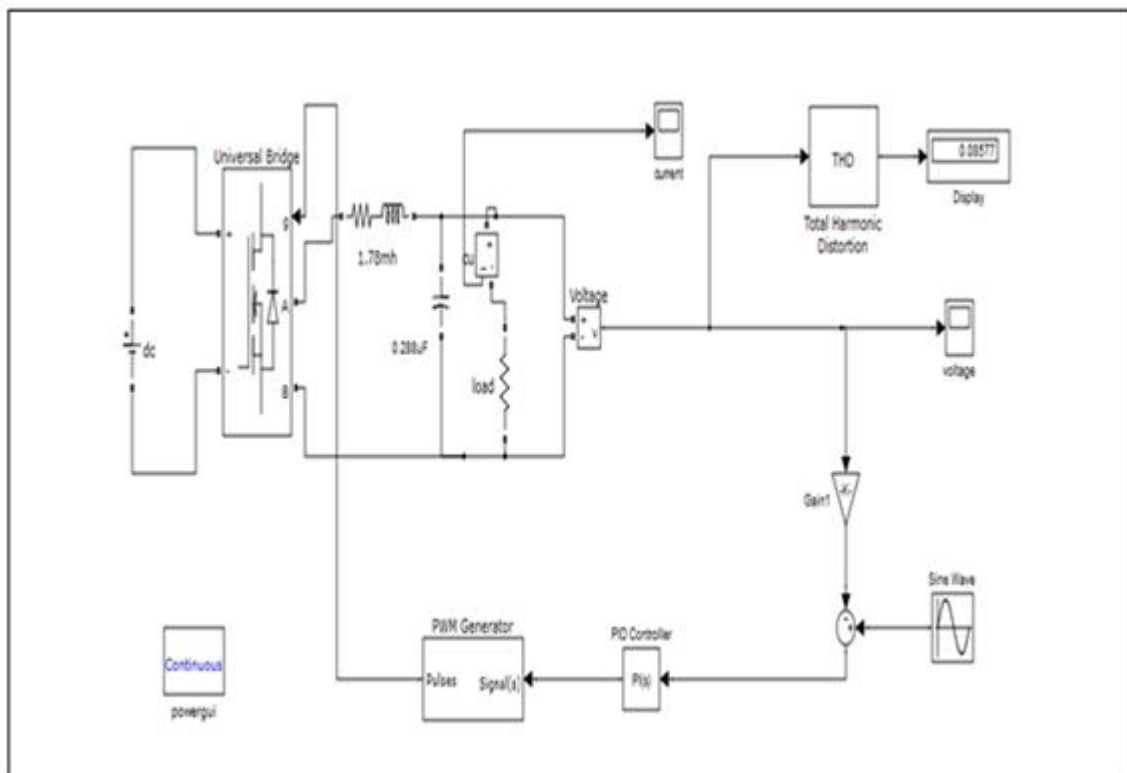 Universal Bridge
g
+
A
-
B
+
dc
1.78mh
0.288uF
cu
+
-
i
load
current
Voltage
+
-
v
THD
Total Harmonic
Distortion
0.08577
Display
voltage
Gain1
Sine Wave
PID Controller
PI(s)
PWM Generator
Pulses
Signal(s)
Continuous
powergui